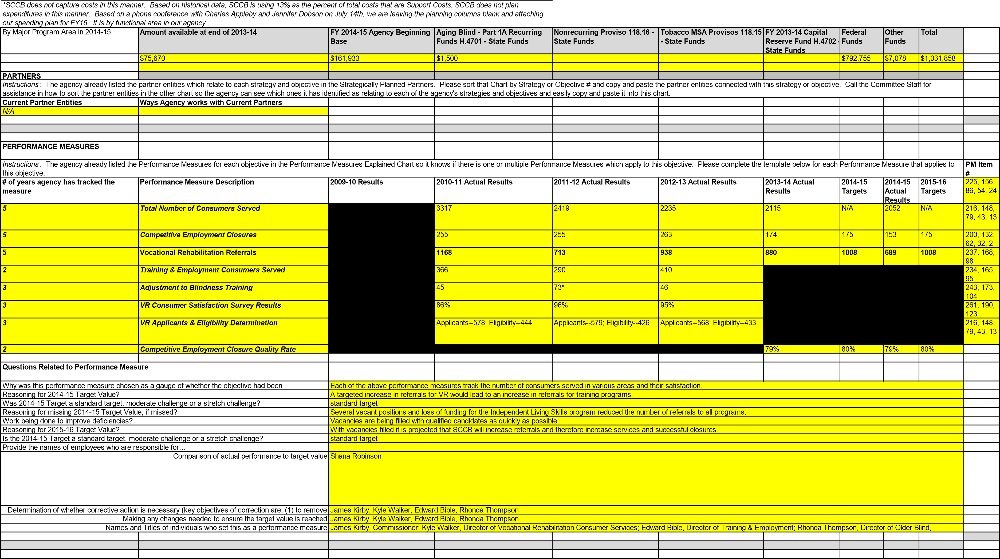 *SCCB does not capture costs in this manner.  Based on historical data, SCCB is using 13% as the percent of total costs that are Support Costs. SCCB does not plan
expenditures in this manner.  Based on a phone conference with Charles Appleby and Jennifer Dobson on July 14th, we are leaving the planning columns blank and attaching
our spending plan for FY16.  It is by functional area in our agency.
By Major Program Area in 2014-15 Amount available at end of 2013-14 FY 2014-15 Agency Beginning Aging Blind - Part 1A Recurring Nonrecurring Proviso 118.16 - Tobacco MSA Provisos 118.15 FY 2013-14 Capital Federal Other Total
Base Funds H.4701 - State Funds State Funds - State Funds Reserve Fund H.4702 - Funds Funds
State Funds
$75,670 $161,933 $1,500 $792,755 $7,078 $1,031,858
PARTNERS
Instructions :  The agency already listed the partner entities which relate to each strategy and objective in the Strategically Planned Partners.  Please sort that Chart by Strategy or Objective # and copy and paste the partner entities connected with this strategy or objective.  Call the Committee Staff for
assistance in how to sort the partner entities in the other chart so the agency can see which ones it has identified as relating to each of the agency's strategies and objectives and easily copy and paste it into this chart.
Current Partner Entities Ways Agency works with Current Partners
N/A
PERFORMANCE MEASURES
Instructions :  The agency already listed the Performance Measures for each objective in the Performance Measures Explained Chart so it knows if there is one or multiple Performance Measures which apply to this objective.  Please complete the template below for each Performance Measure that applies to PM Item
this objective. #
# of years agency has tracked the Performance Measure Description 2009-10 Results 2010-11 Actual Results 2011-12 Actual Results 2012-13 Actual Results 2013-14 Actual 2014-15 2014-15 2015-16 225, 156,
measure Results Targets Actual Targets 86, 54, 24
Results
5 Total Number of Consumers Served 3317 2419 2235 2115 N/A 2052 N/A 216, 148,
79, 43, 13
5 Competitive Employment Closures 255 255 263 174 175 153 175 200, 132,
62, 32, 2
5 Vocational Rehabilitation Referrals 1168 713 938 880 1008 689 1008 237, 168,
98
2 Training & Employment Consumers Served 366 290 410 234, 165,
95
3 Adjustment to Blindness Training 45 73* 46 243, 173,
104
3 VR Consumer Satisfaction Survey Results 86% 96% 95% 261, 190,
123
3 VR Applicants & Eligibility Determination Applicants--578; Eligibility--444 Applicants--579; Eligibility--426 Applicants--568; Eligibility--433 216, 148,
79, 43, 13
2 Competitive Employment Closure Quality Rate 79% 80% 79% 80%
Questions Related to Performance Measure
Why was this performance measure chosen as a gauge of whether the objective had been Each of the above performance measures track the number of consumers served in various areas and their satisfaction.
Reasoning for 2014-15 Target Value? A targeted increase in referrals for VR would lead to an increase in referrals for training programs.
Was 2014-15 Target a standard target, moderate challenge or a stretch challenge? standard target
Reasoning for missing 2014-15 Target Value, if missed? Several vacant positions and loss of funding for the Independent Living Skills program reduced the number of referrals to all programs.
Work being done to improve deficiencies? Vacancies are being filled with qualified candidates as quickly as possible.
Reasoning for 2015-16 Target Value? With vacancies filled it is projected that SCCB will increase referrals and therefore increase services and successful closures.
Is the 2014-15 Target a standard target, moderate challenge or a stretch challenge? standard target
Provide the names of employees who are responsible for…
Comparison of actual performance to target value Shana Robinson
Determination of whether corrective action is necessary (key objectives of correction are: (1) to remove James Kirby, Kyle Walker, Edward Bible, Rhonda Thompson
Making any changes needed to ensure the target value is reached James Kirby, Kyle Walker, Edward Bible, Rhonda Thompson
Names and Titles of individuals who set this as a performance measure James Kirby, Commissioner; Kyle Walker, Director of Vocational Rehabilitation Consumer Services; Edward Bible, Director of Training & Employment; Rhonda Thompson, Director of Older Blind,